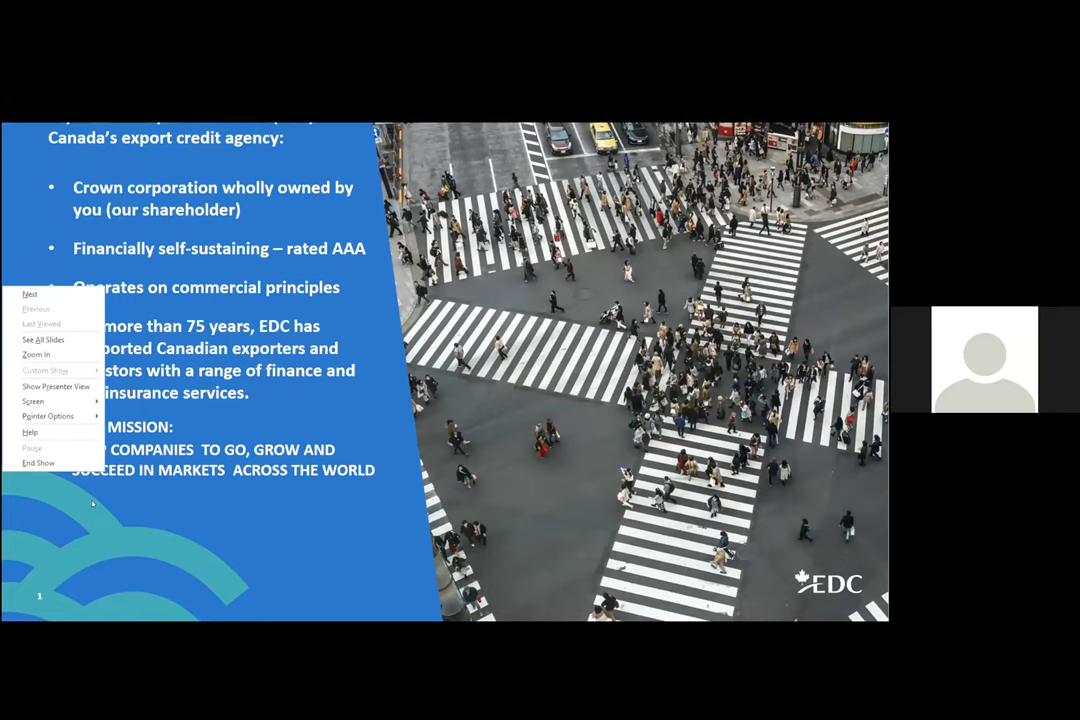 Canada's export credit agency:
• Crown corporation wholly owned by
you (our shareholder)
• Financially self-sustaining – rated AAA
Operates on commercial principles
more than 75 years, EDC has
ported Canadian exporters and
stors with a range of finance and
insurance services.
MISSION:
COMPANIES TO GO, GROW AND
SUCCEED IN MARKETS ACROSS THE WORLD
Next
Previous
Last Viewed
See All Slides
Zoom In
Custom Show
Show Presenter View
Screen
Pointer Options
Help
Pause
End Show
1
EDC